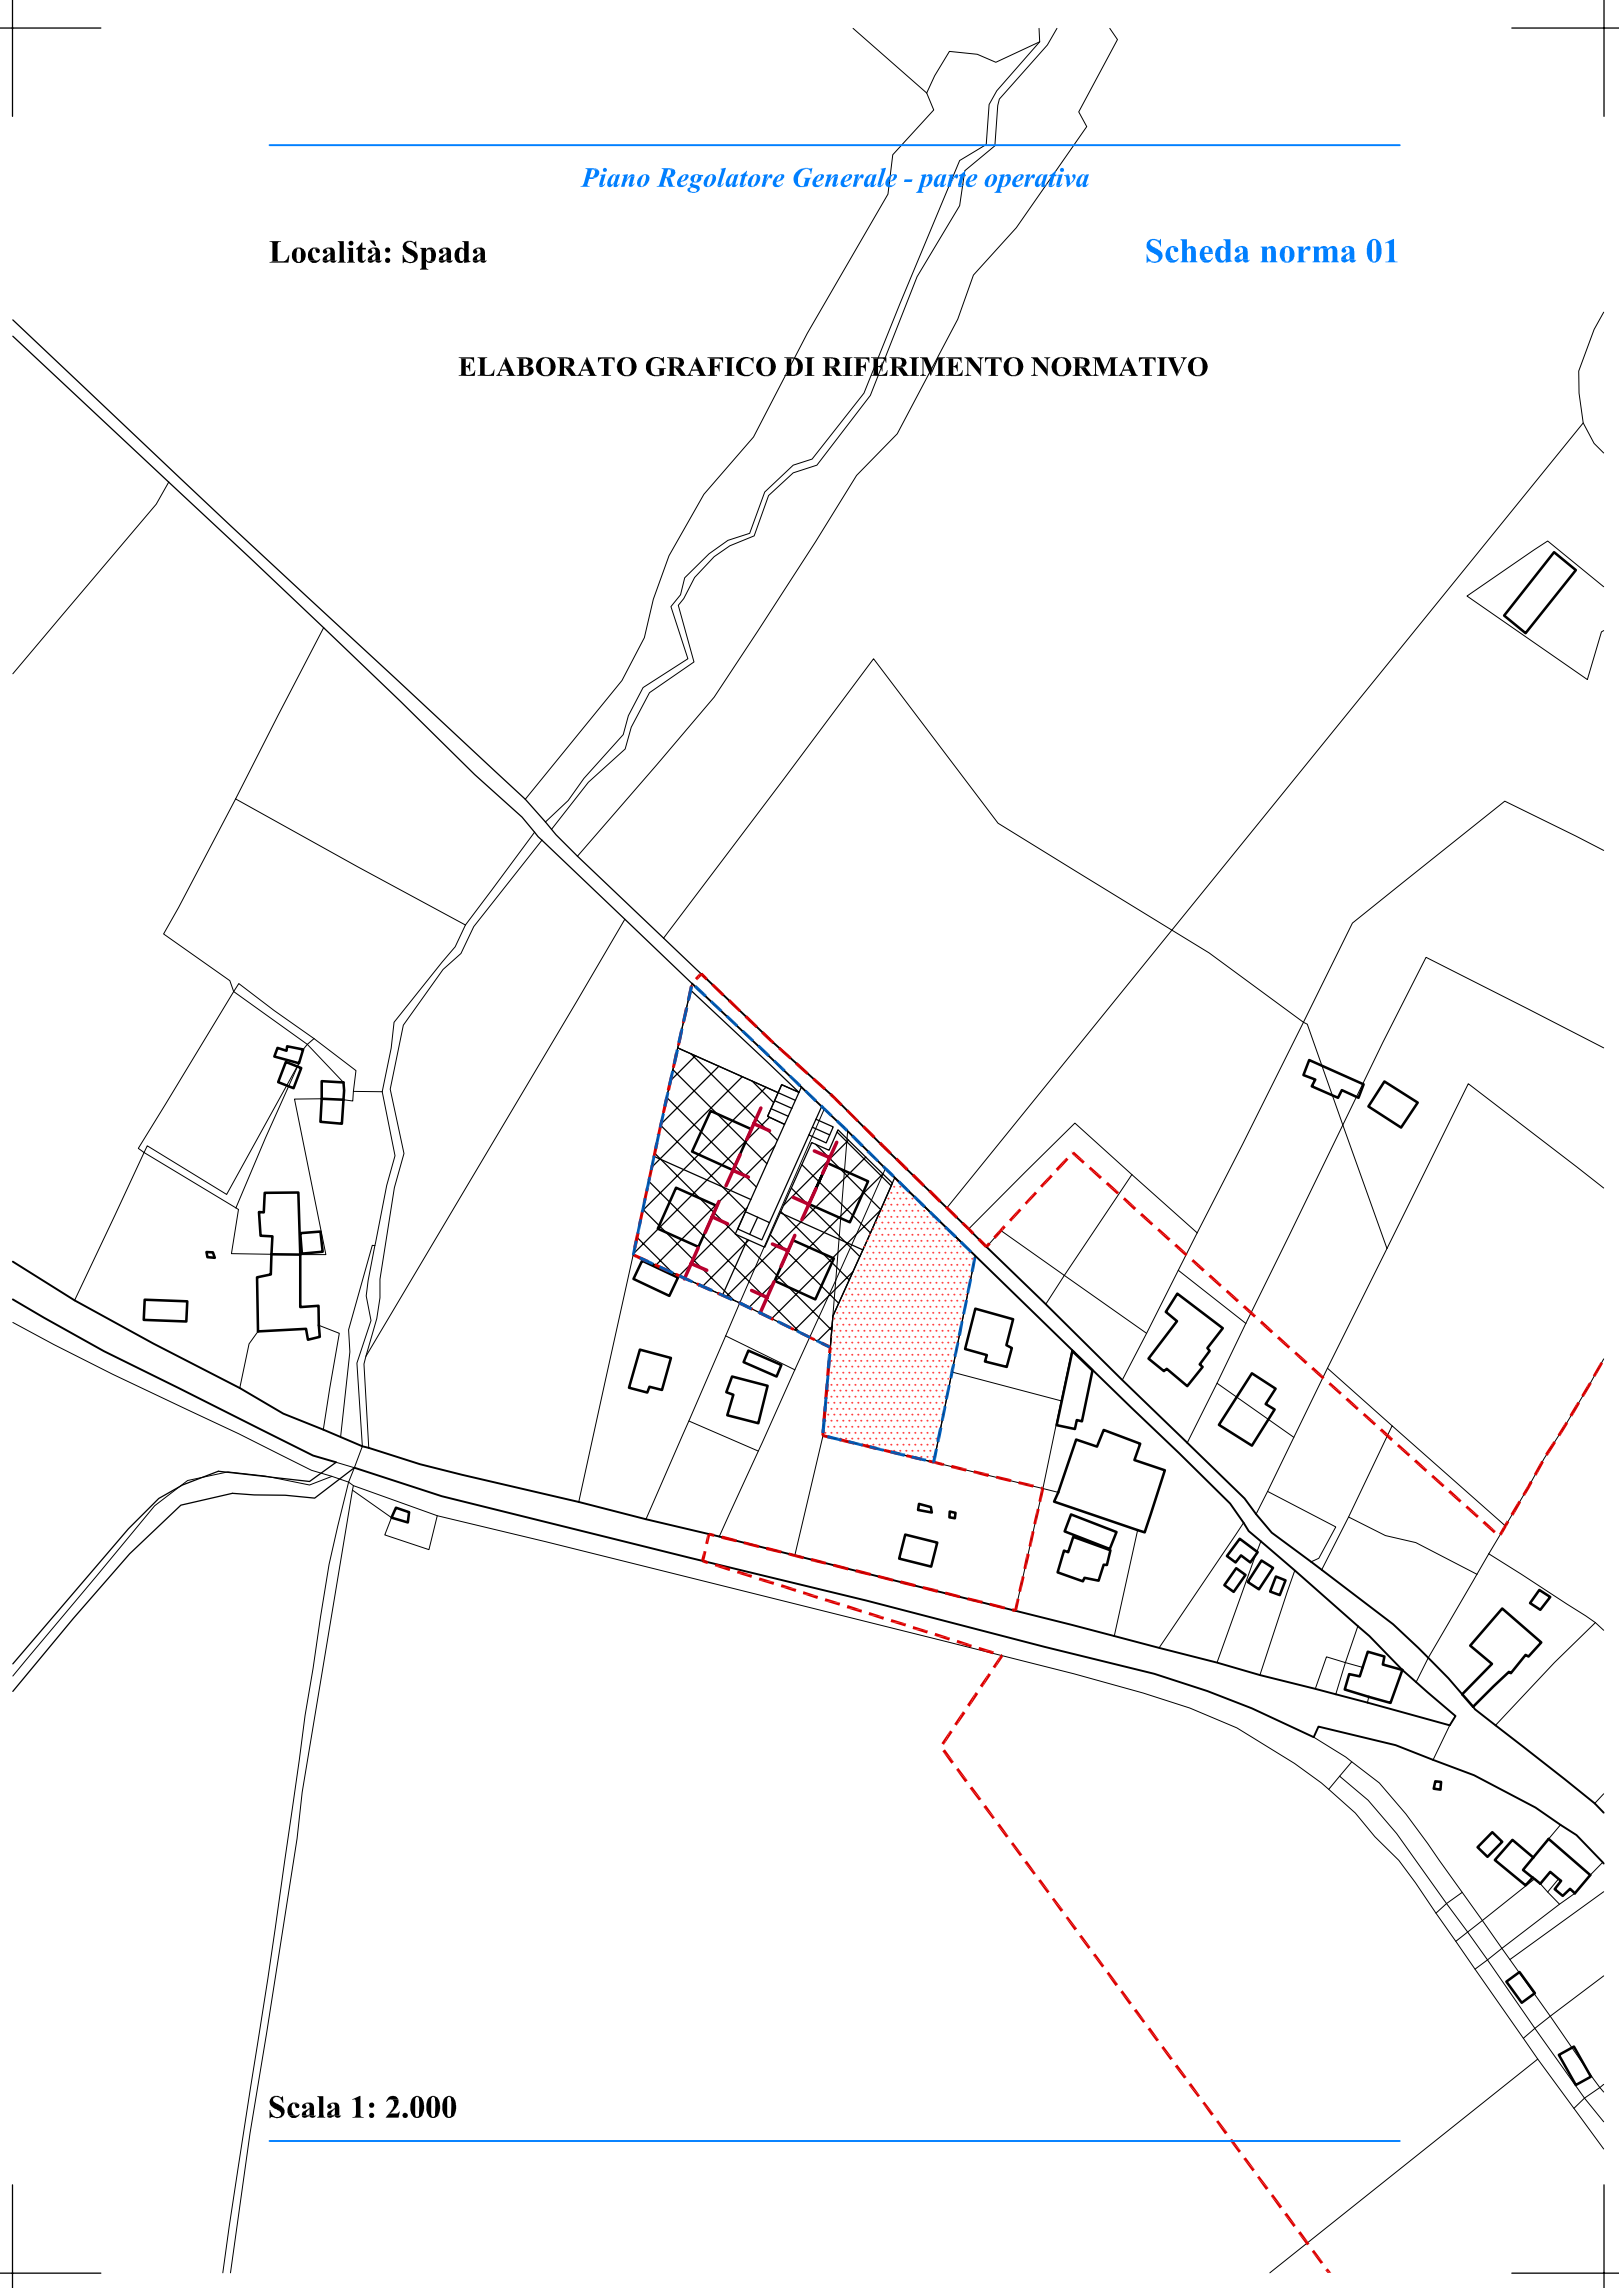 Piano Regolatore Generale - parte operativa
Località: Spada
Scheda norma 01
ELABORATO GRAFICO DI RIFERIMENTO NORMATIVO
Scala 1: 2.000